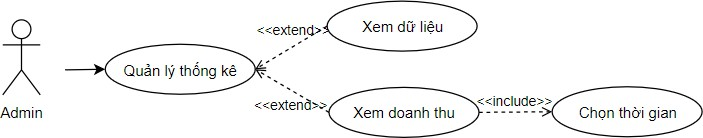 <<extend>>
Xem dữ liệu
Quản lý thống kê
Admin
<<extend>>
Xem doanh thu
<<include>>
Chọn thời gian